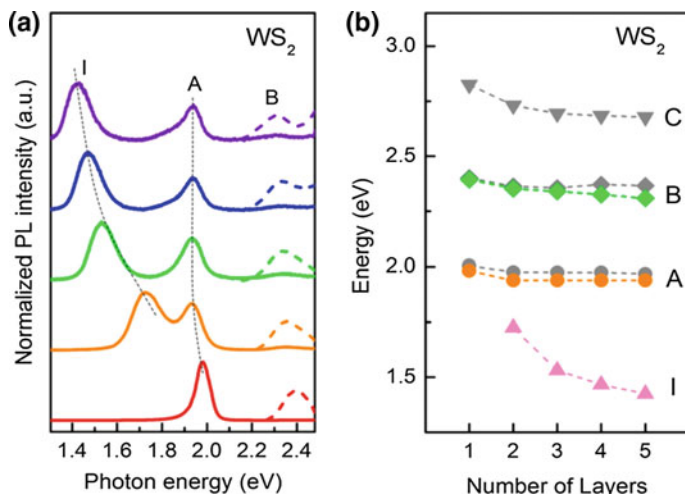 (a)
WS2
I
A
B
Normalized PL intensity (a.u.)
1.4 1.6 1.8 2.0 2.2 2.4
Photon energy (eV)
(b)
WS2
3.0
2.5
2.0
1.5
Energy (eV)
C
B
A
I
1 2 3 4 5
Number of Layers